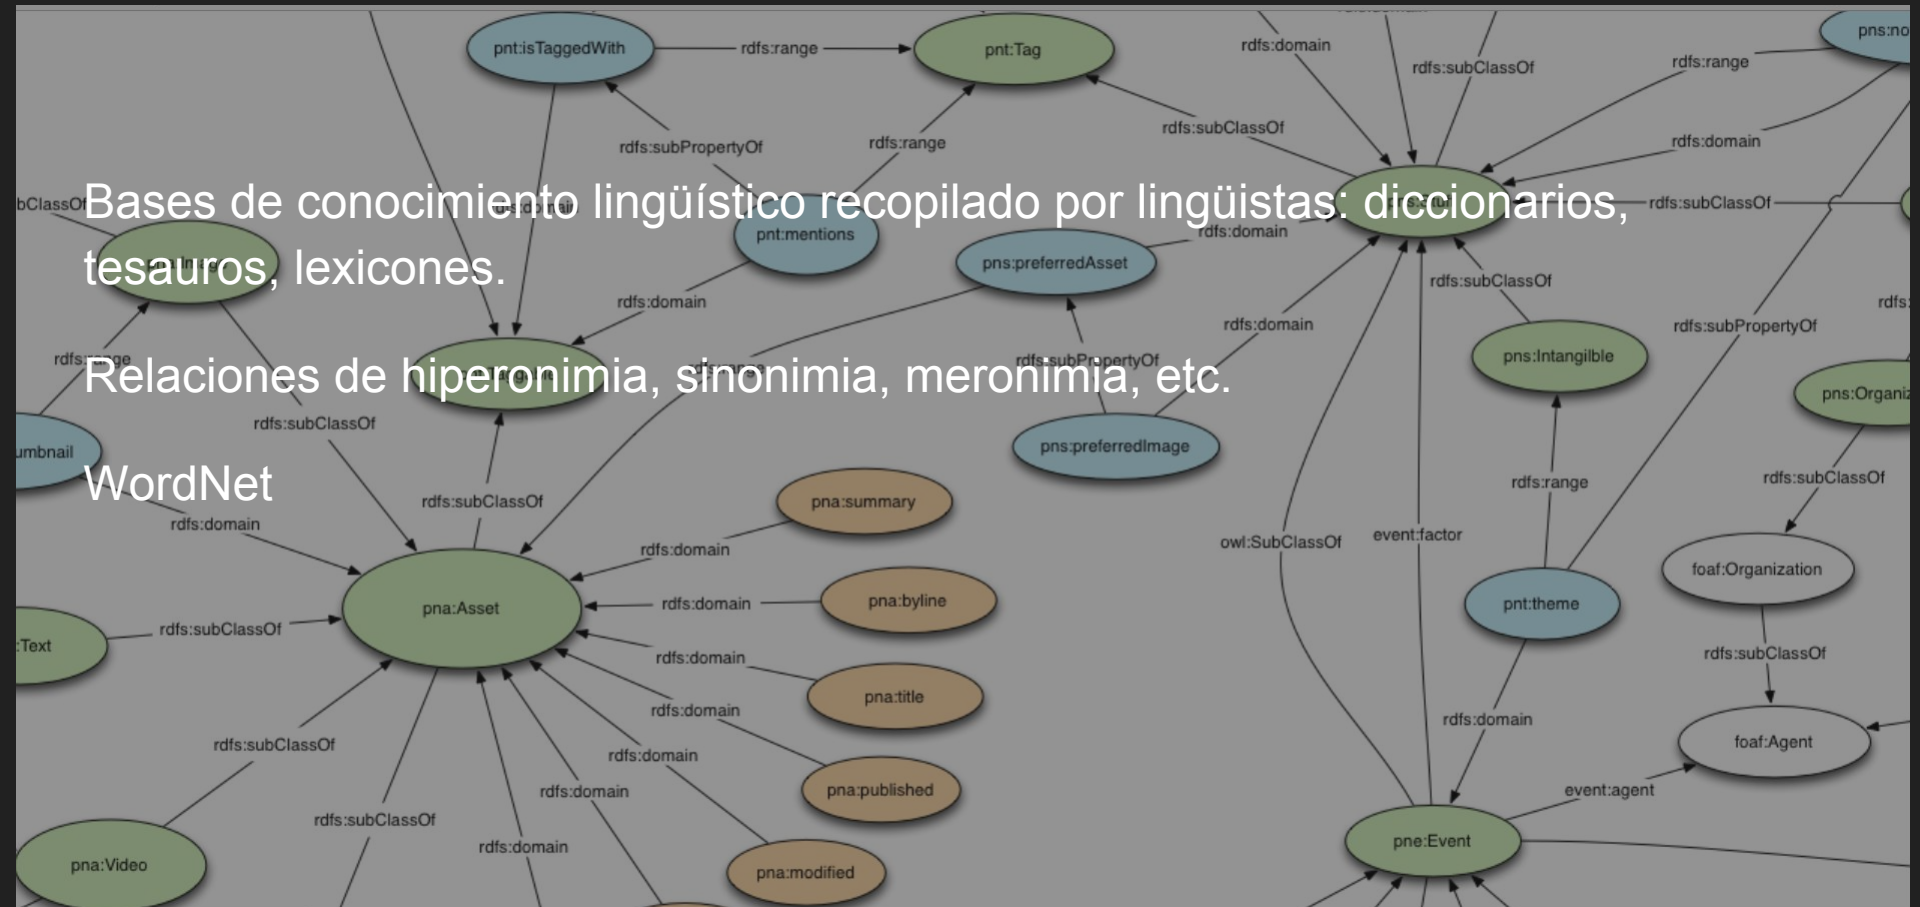 pnt:isTaggedWith
rdfs:range
pnt:Tag
rdfs:domain
rdfs:subClassOf
rdfs:range
rdfs:subPropertyOf
rdfs:range
rdfs:subClassOf
rdfs:domain
Bases de conocimiento lingüístico recopilado por lingüistas: diccionarios,
tesauros, lexicones.
rdfs:subClassOf
pnt:mentions
rdfs:domain
pns:preferredAsset
rdfs:domain
rdfs:subClassOf
rdfs:domain
rdfs:subPropertyOf
rdfs:range
rdfs:subPropertyOf
pns:Intangilble
Relaciones de hiperonimia, sinonimia, meronimia, etc.
rdfs:subClassOf
pns:preferredImage
WordNet
rdfs:subClassOf
rdfs:range
rdfs:subClassOf
pna:summary
rdfs:domain
rdfs:domain
owl:SubClassOf
event:factor
foaf:Organization
pna:Asset
rdfs:domain
pna:byline
pnt:theme
rdfs:subClassOf
:Text
rdfs:domain
rdfs:subClassOf
pna:title
rdfs:domain
rdfs:domain
rdfs:subClassOf
rdfs:domain
foaf:Agent
rdfs:domain
pna:published
event:agent
rdfs:subClassOf
rdfs:domain
pne:Event
pna:Video
pna:modified